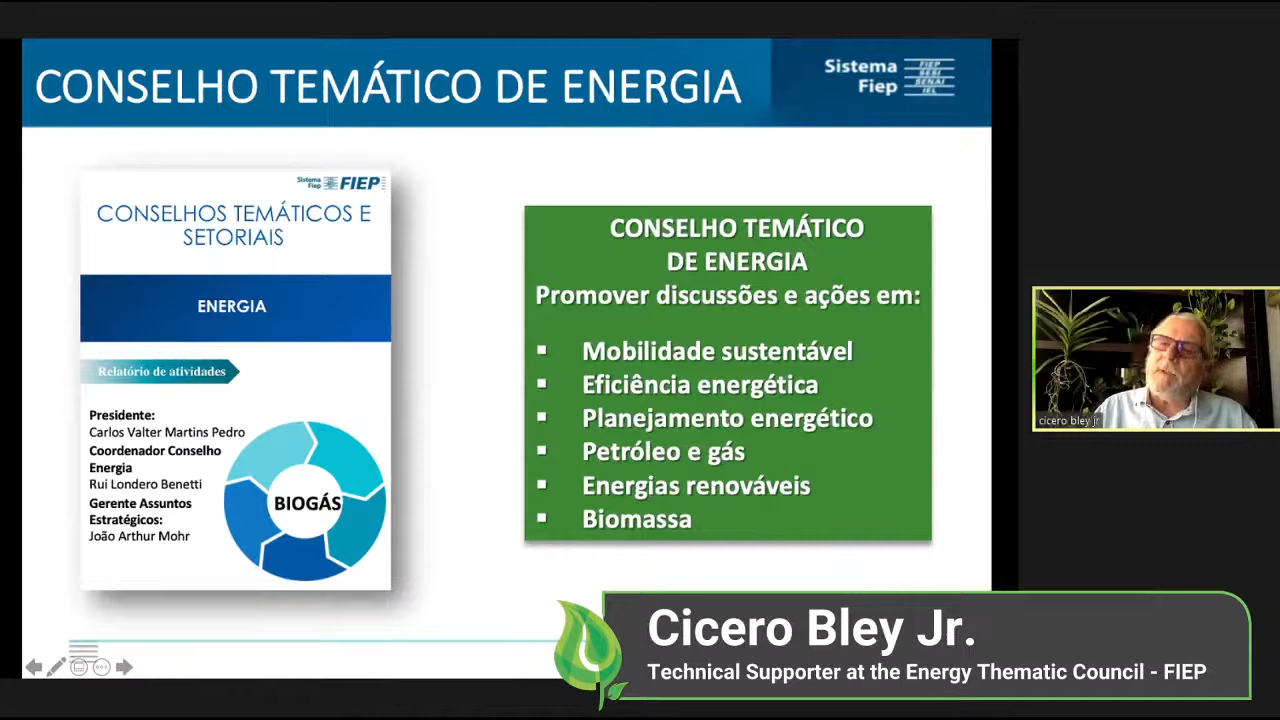 CONSELHO TEMÁTICO DE ENERGIA
Sistema
Fiep
FIEP
SESI
SENAI
IEL
Sistema
Fiep
FIEP
CONSELHOS TEMÁTICOS E
SETORIAIS
ENERGIA
Relatório de atividades
Presidente:
Carlos Valter Martins Pedro
Coordenador Conselho
Energia
Rui Londero Benetti
Gerente Assuntos
Estratégicos:
João Arthur Mohr
BIOGÁS
CONSELHO TEMÁTICO
DE ENERGIA
Promover discussões e ações em:
▪ Mobilidade sustentável
▪ Eficiência energética
▪ Planejamento energético
▪ Petróleo e gás
▪ Energias renováveis
▪ Biomassa
cicero bley jr
Cicero Bley Jr.
Technical Supporter at the Energy Thematic Council - FIEP